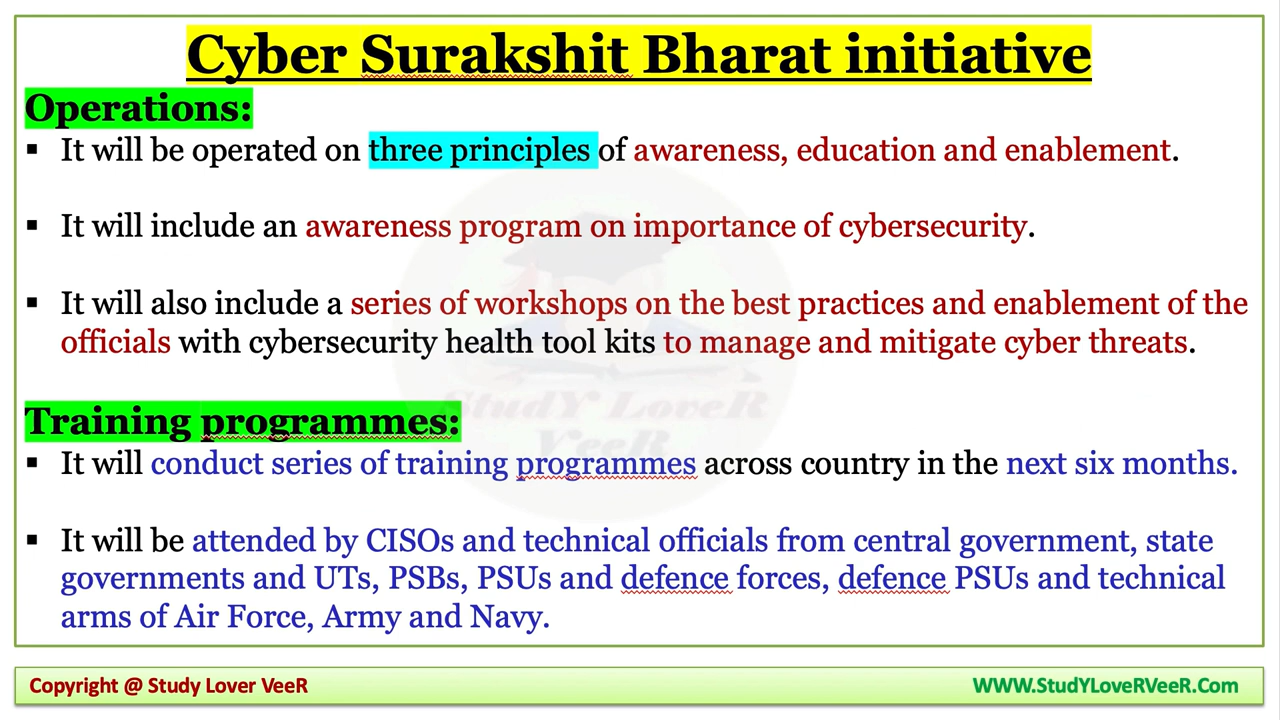 Cyber Surakshit Bharat initiative
Operations:
▪ It will be operated on three principles of awareness, education and enablement.
▪ It will include an awareness program on importance of cybersecurity.
▪ It will also include a series of workshops on the best practices and enablement of the
officials with cybersecurity health tool kits to manage and mitigate cyber threats.
StudY LoveR
VeeR
Training programmes:
▪ It will conduct series of training programmes across country in the next six months.
▪ It will be attended by CISOs and technical officials from central government, state
governments and UTs, PSBs, PSUs and defence forces, defence PSUs and technical
arms of Air Force, Army and Navy.
Copyright @ Study Lover VeeR
WWW.StudYLoveRVeeR.Com